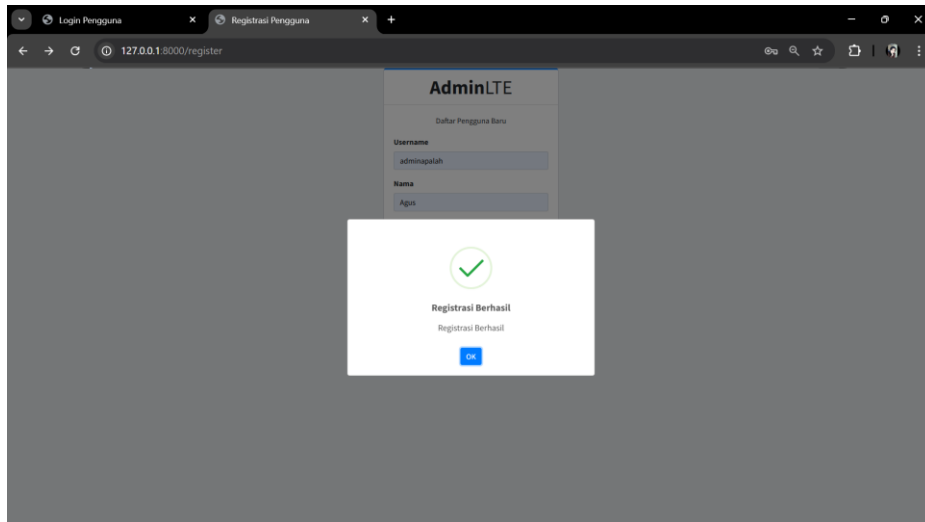 Login Pengguna
Registrasi Pengguna
127.0.0.1:8000/register
AdminLTE
Daftar Pengguna Baru
Username
adminapalah
Nama
Agus
Registrasi Berhasil
Registrasi Berhasil
OK